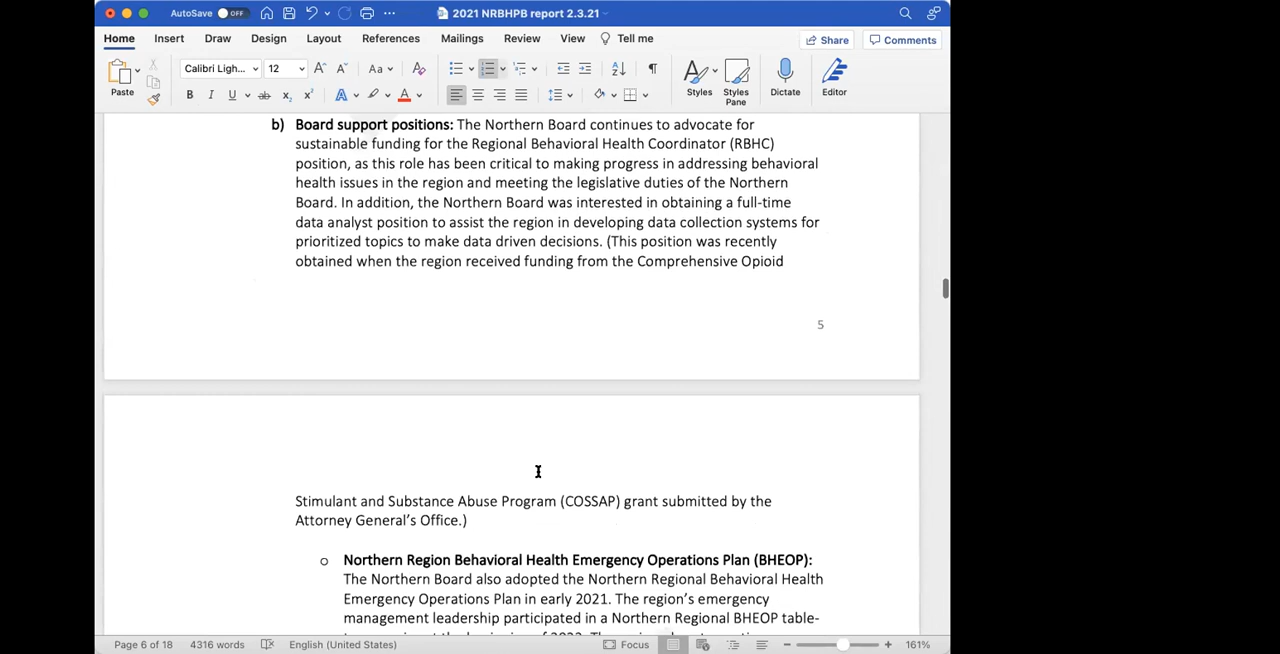 AutoSave OFF 2021 NRBHPB report 2.3.21
Home Insert Draw Design Layout References Mailings Review View Tell me Share Comments
Paste Calibri Ligh... 12 A A Aa A Styles Styles Pane Dictate Editor
B I U ab x₂ x² A A
b) Board support positions: The Northern Board continues to advocate for
sustainable funding for the Regional Behavioral Health Coordinator (RBHC)
position, as this role has been critical to making progress in addressing behavioral
health issues in the region and meeting the legislative duties of the Northern
Board. In addition, the Northern Board was interested in obtaining a full-time
data analyst position to assist the region in developing data collection systems for
prioritized topics to make data driven decisions. (This position was recently
obtained when the region received funding from the Comprehensive Opioid
5
Stimulant and Substance Abuse Program (COSSAP) grant submitted by the
Attorney General's Office.)
o Northern Region Behavioral Health Emergency Operations Plan (BHEOP):
The Northern Board also adopted the Northern Regional Behavioral Health
Emergency Operations Plan in early 2021. The region's emergency
management leadership participated in a Northern Regional BHEOP table-
Page 6 of 18 4316 words English (United States) Focus 161%